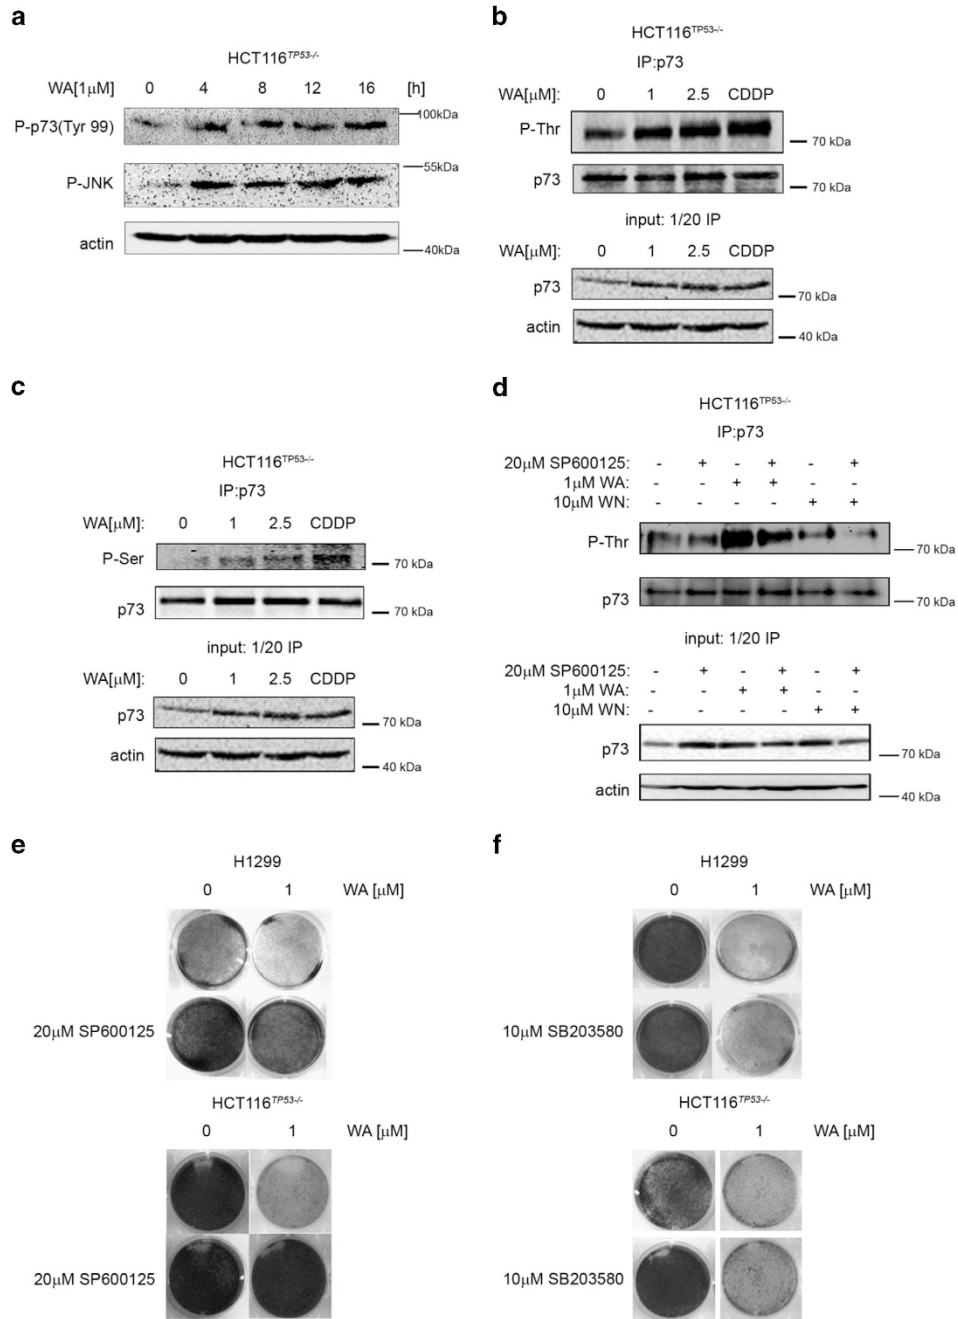 a
HCT116TP53-/-
WA[1μM] 0 4 8 12 16 [h]
P-p73(Tyr 99)
100kDa
P-JNK
55kDa
actin
40kDa
b
HCT116TP53-/-
IP:p73
WA[μM]: 0 1 2.5 CDDP
P-Thr
70 kDa
p73
70 kDa
input: 1/20 IP
WA[μM]: 0 1 2.5 CDDP
p73
70 kDa
actin
40 kDa
c
HCT116TP53-/-
IP:p73
WA[μM]: 0 1 2.5 CDDP
P-Ser
70 kDa
p73
70 kDa
input: 1/20 IP
WA[μM]: 0 1 2.5 CDDP
p73
70 kDa
actin
40 kDa
d
HCT116TP53-/-
IP:p73
20μM SP600125: - + - + - +
1μM WA: - - + + - -
10μM WN: - - - - + +
P-Thr
70 kDa
p73
70 kDa
input: 1/20 IP
20μM SP600125: - + - + - +
1μM WA: - - + + - -
10μM WN: - - - - + +
p73
70 kDa
actin
40 kDa
e
H1299
0 1 WA [μM]
20μM SP600125
HCT116TP53-/-
0 1 WA [μM]
20μM SP600125
f
H1299
0 1 WA [μM]
10μM SB203580
HCT116TP53-/-
0 1 WA [μM]
10μM SB203580